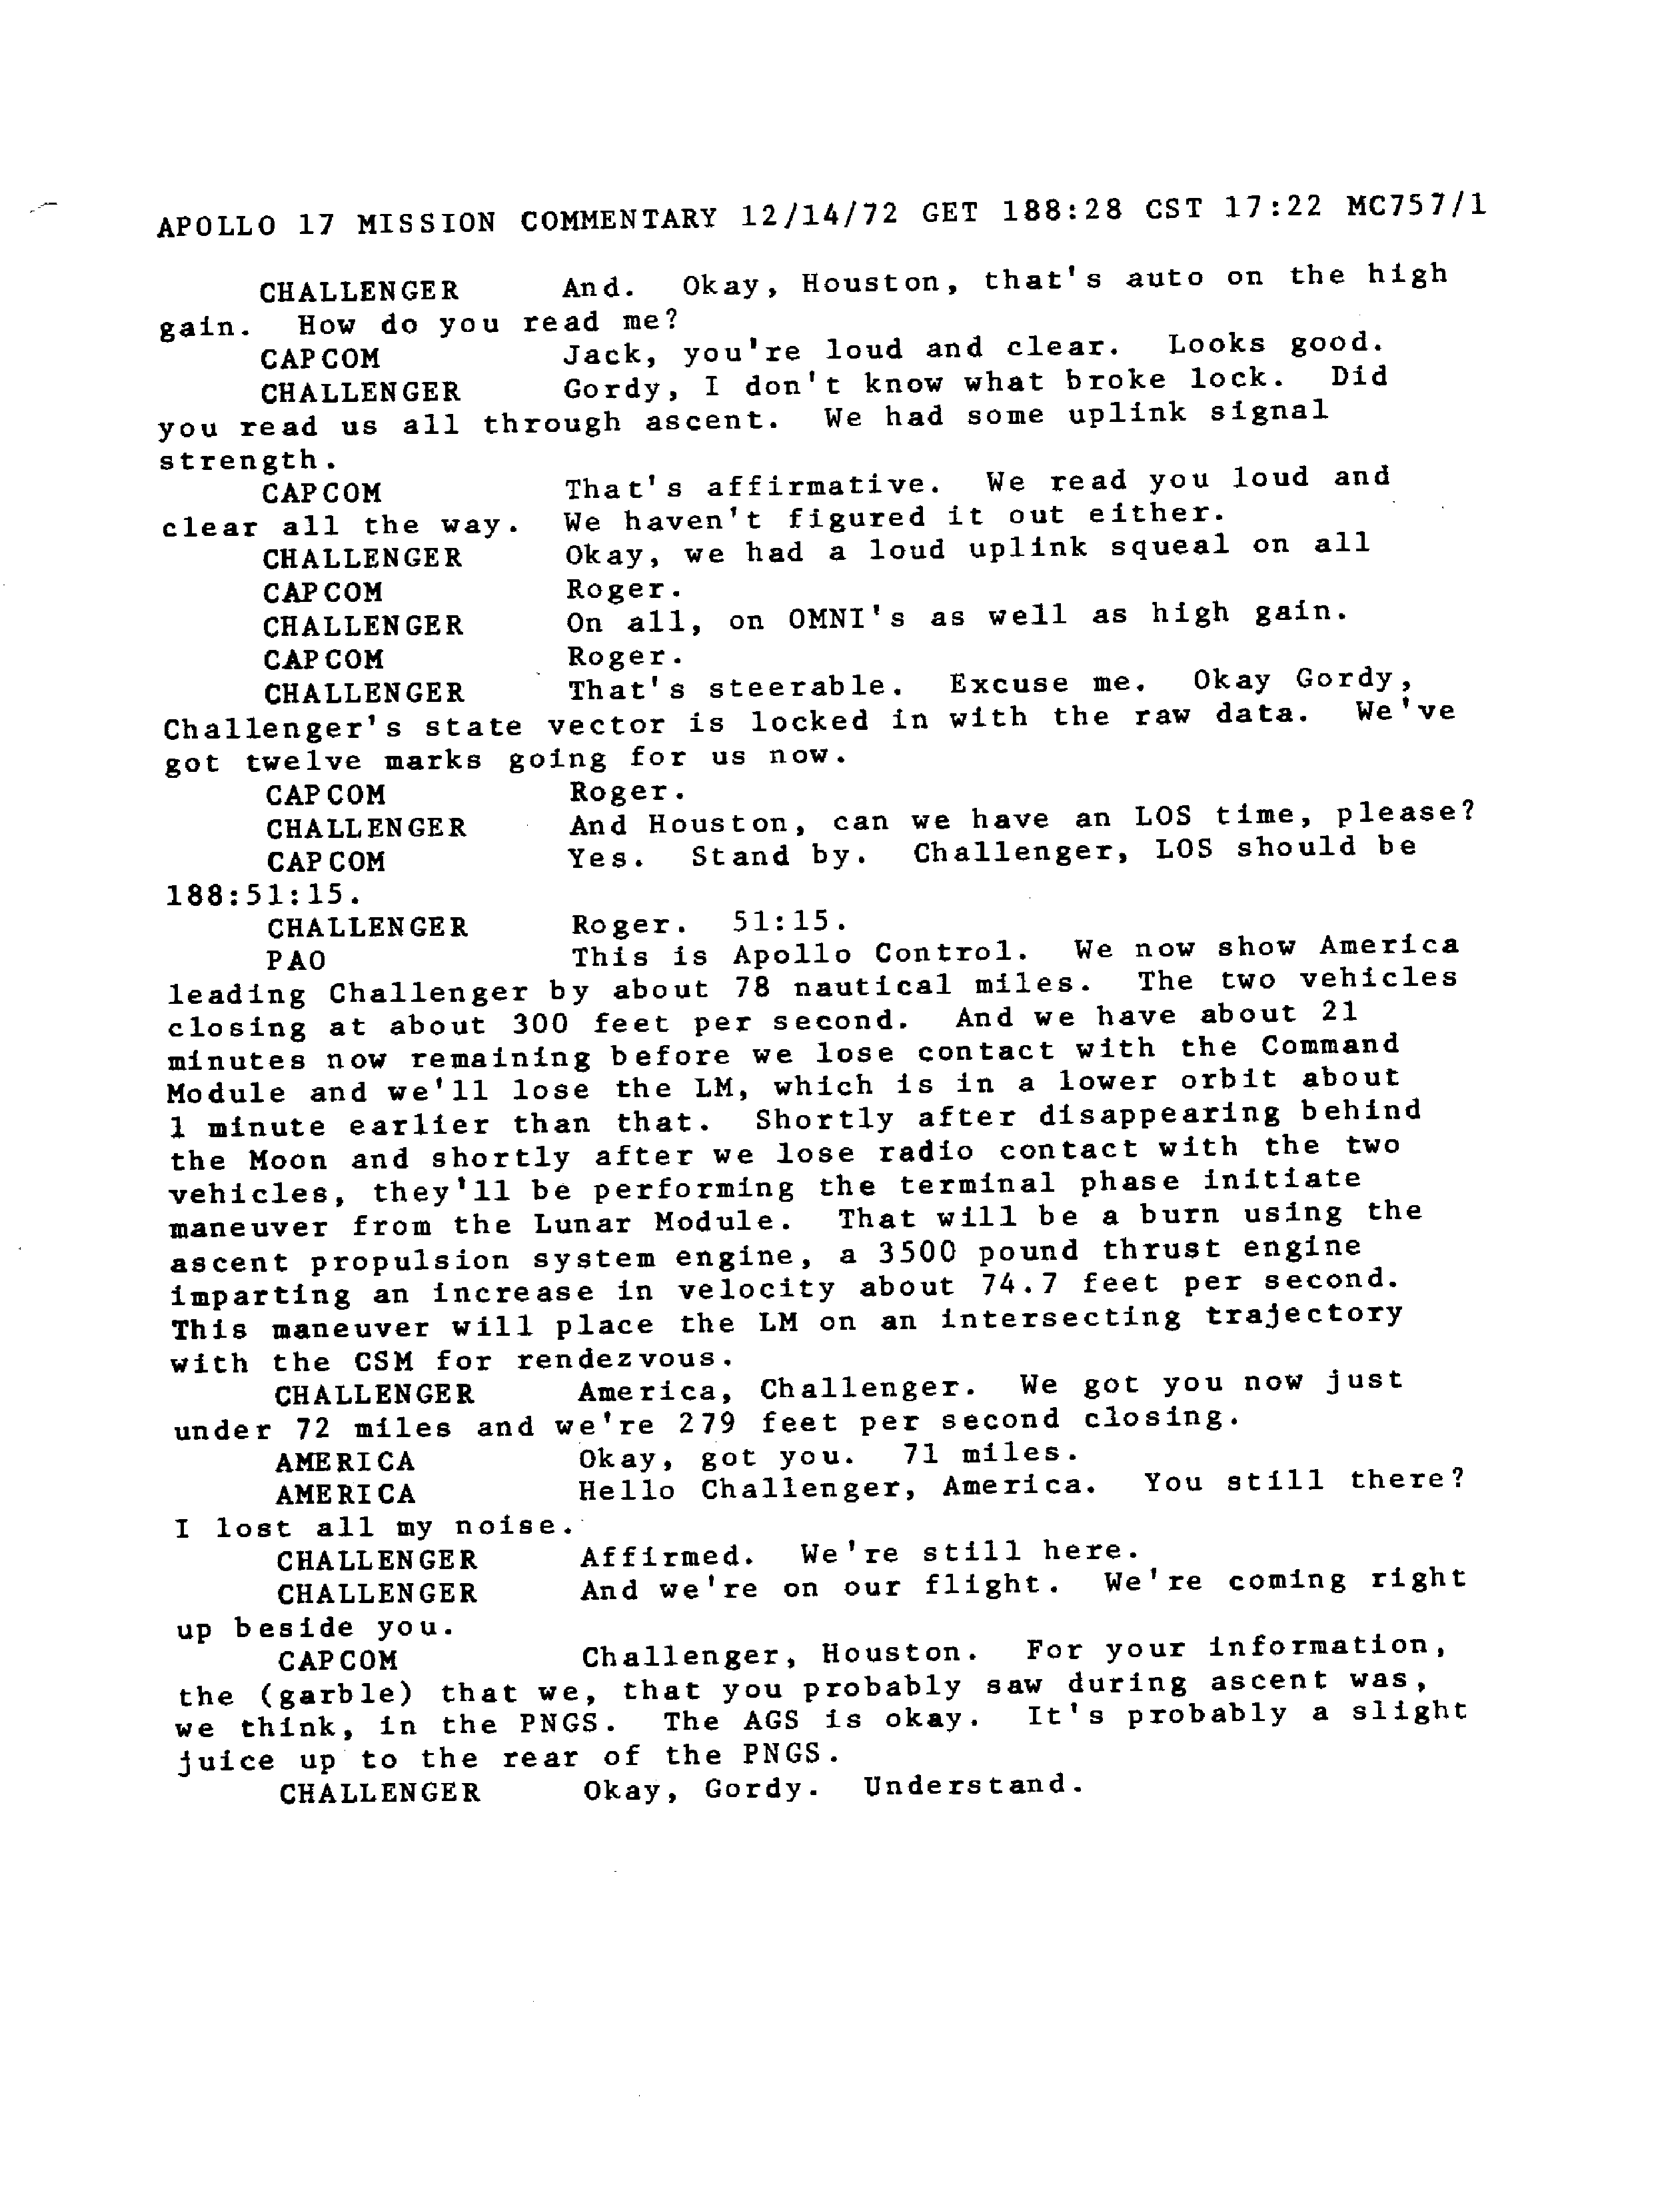 APOLLO 17 MISSION COMMENTARY 12/14/72 GET 188:28 CST 17:22 MC757/1
CHALLENGER And. Okay, Houston, that's auto on the high
gain. How do you read me?
CAPCOM Jack, you're loud and clear. Looks good.
CHALLENGER Gordy, I don't know what broke lock. Did
you read us all through ascent. We had some uplink signal
strength.
CAPCOM That's affirmative. We read you loud and
clear all the way. We haven't figured it out either.
CHALLENGER Okay, we had a loud uplink squeal on all
CAPCOM Roger.
CHALLENGER On all, on OMNI's as well as high gain.
CAPCOM Roger.
CHALLENGER That's steerable. Excuse me. Okay Gordy,
Challenger's state vector is locked in with the raw data. We've
got twelve marks going for us now.
CAPCOM Roger.
CHALLENGER And Houston, can we have an LOS time, please?
CAPCOM Yes. Stand by. Challenger, LOS should be
188:51:15.
CHALLENGER Roger. 51:15.
PAO This is Apollo Control. We now show America
leading Challenger by about 78 nautical miles. The two vehicles
closing at about 300 feet per second. And we have about 21
minutes now remaining before we lose contact with the Command
Module and we'll lose the LM, which is in a lower orbit about
1 minute earlier than that. Shortly after disappearing behind
the Moon and shortly after we lose radio contact with the two
vehicles, they'll be performing the terminal phase initiate
maneuver from the Lunar Module. That will be a burn using the
ascent propulsion system engine, a 3500 pound thrust engine
imparting an increase in velocity about 74.7 feet per second.
This maneuver will place the LM on an intersecting trajectory
with the CSM for rendezvous.
CHALLENGER America, Challenger. We got you now just
under 72 miles and we're 279 feet per second closing.
AMERICA Okay, got you. 71 miles.
AMERICA Hello Challenger, America. You still there?
I lost all my noise.
CHALLENGER Affirmed. We're still here.
CHALLENGER And we're on our flight. We're coming right
up beside you.
CAPCOM Challenger, Houston. For your information,
the (garble) that we, that you probably saw during ascent was,
we think, in the PNGS. The AGS is okay. It's probably a slight
juice up to the rear of the PNGS.
CHALLENGER Okay, Gordy. Understand.